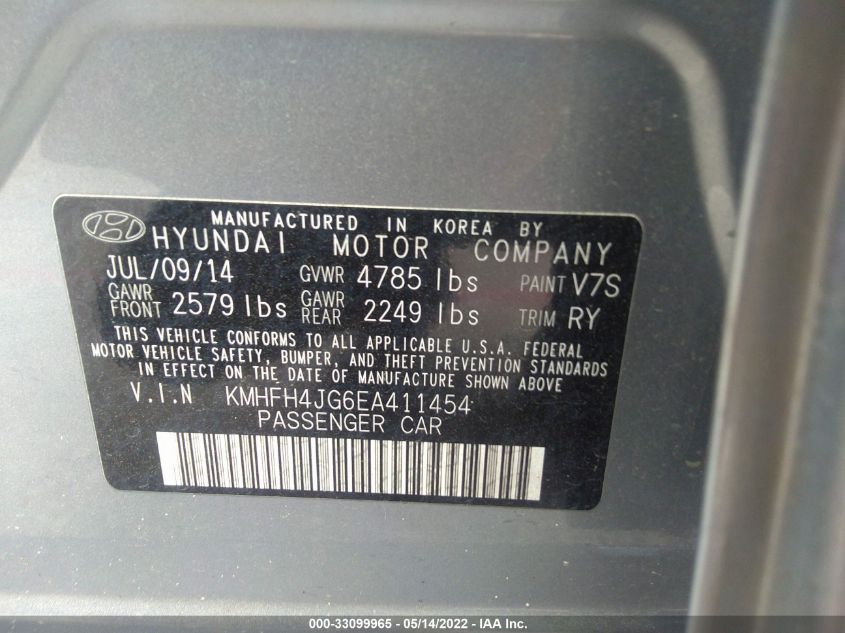 MANUFACTURED IN KOREA BY
HYUNDAI MOTOR COMPANY
JUL/09/14 GVWR 4785 lbs PAINT V7S
GAWR FRONT 2579 lbs GAWR REAR 2249 lbs TRIM RY
THIS VEHICLE CONFORMS TO ALL APPLICABLE U.S.A. FEDERAL
MOTOR VEHICLE SAFETY, BUMPER, AND THEFT PREVENTION STANDARDS
IN EFFECT ON THE DATE OF MANUFACTURE SHOWN ABOVE
V.I.N KMHFH4JG6EA411454
PASSENGER CAR
000-33099965 - 05/14/2022 - IAA Inc.